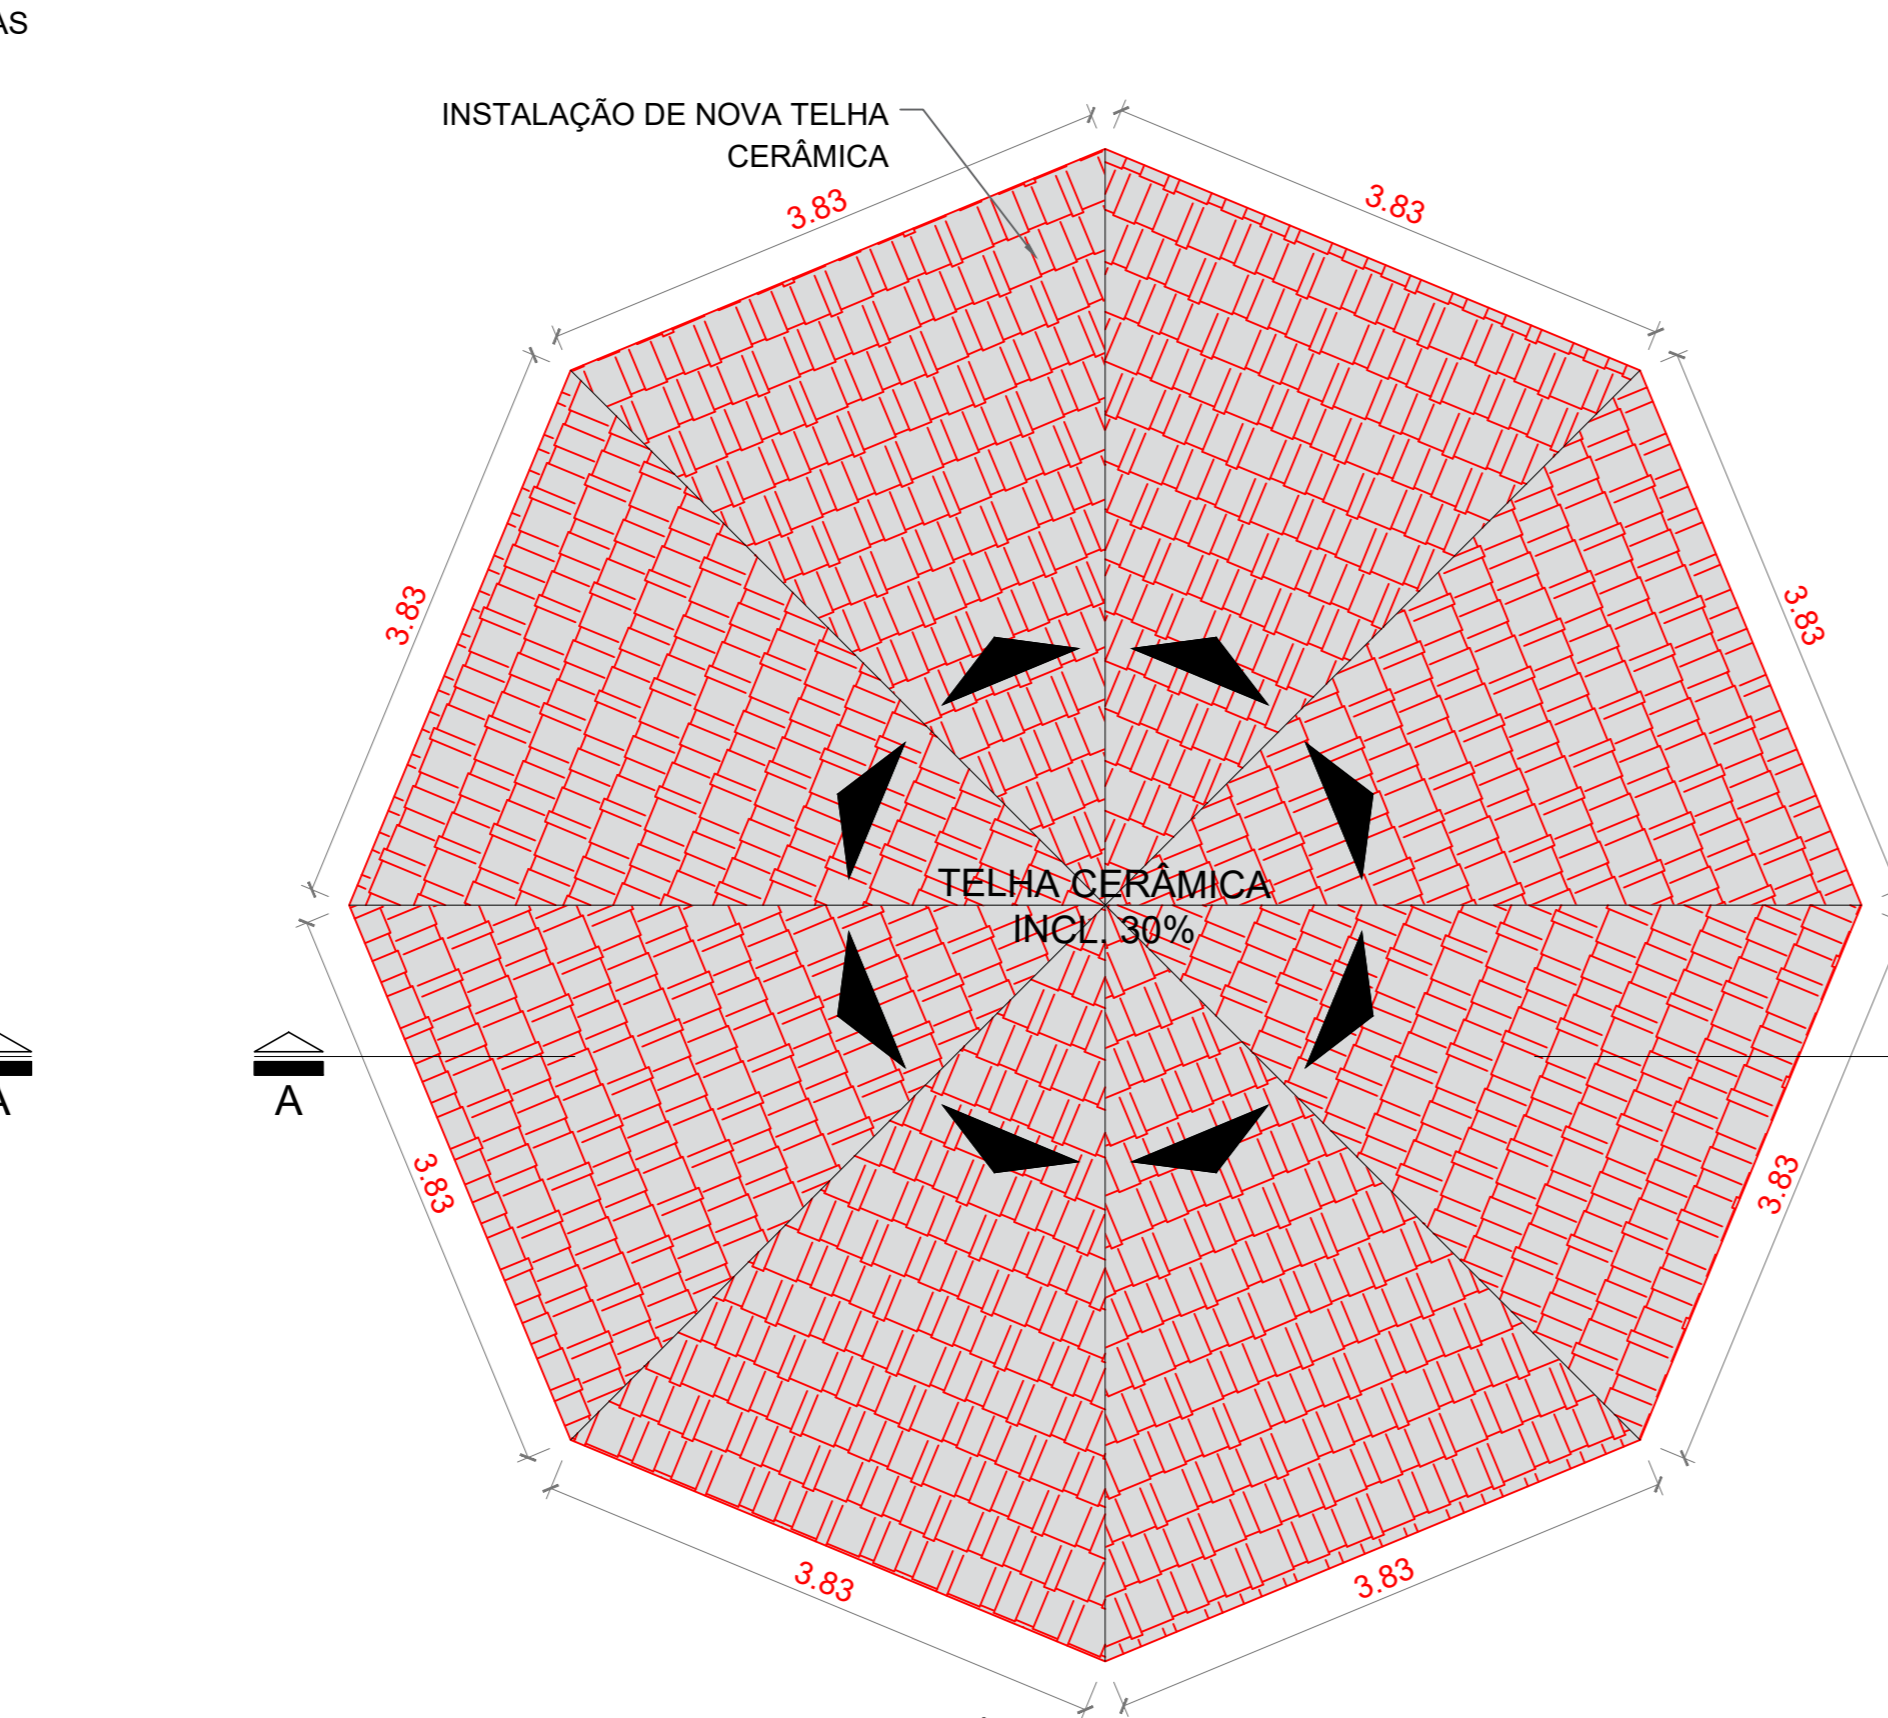 AS
INSTALAÇÃO DE NOVA TELHA
CERÂMICA
3.83
3.83
3.83
3.83
TELHA CERÂMICA
INCL. 30%
A
A
3.83
3.83
3.83
3.83